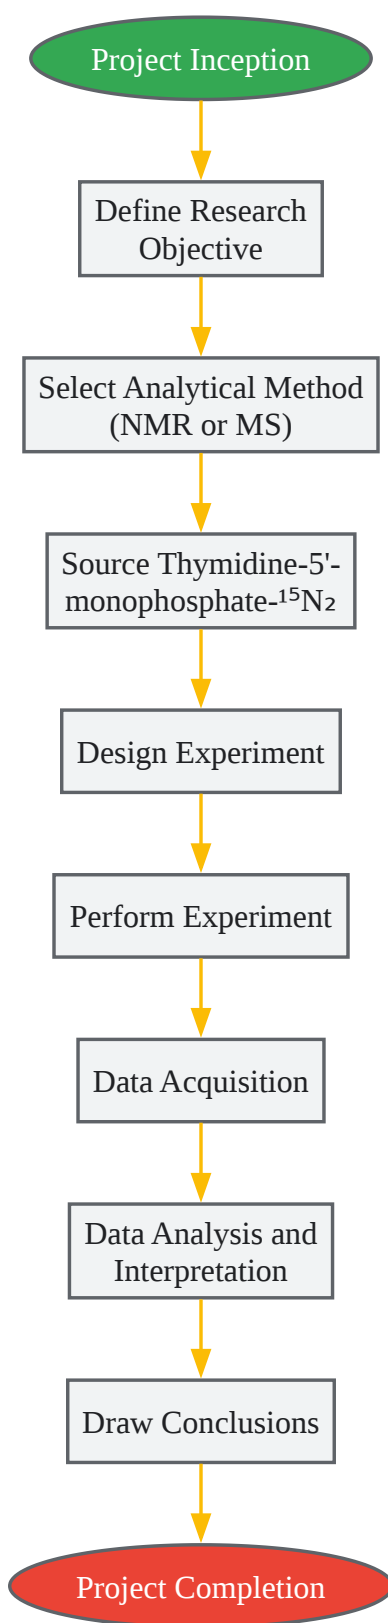 Project Inception
Define Research
Objective
Select Analytical Method
(NMR or MS)
Source Thymidine-5'-
monophosphate-¹⁵N₂
Design Experiment
Perform Experiment
Data Acquisition
Data Analysis and
Interpretation
Draw Conclusions
Project Completion